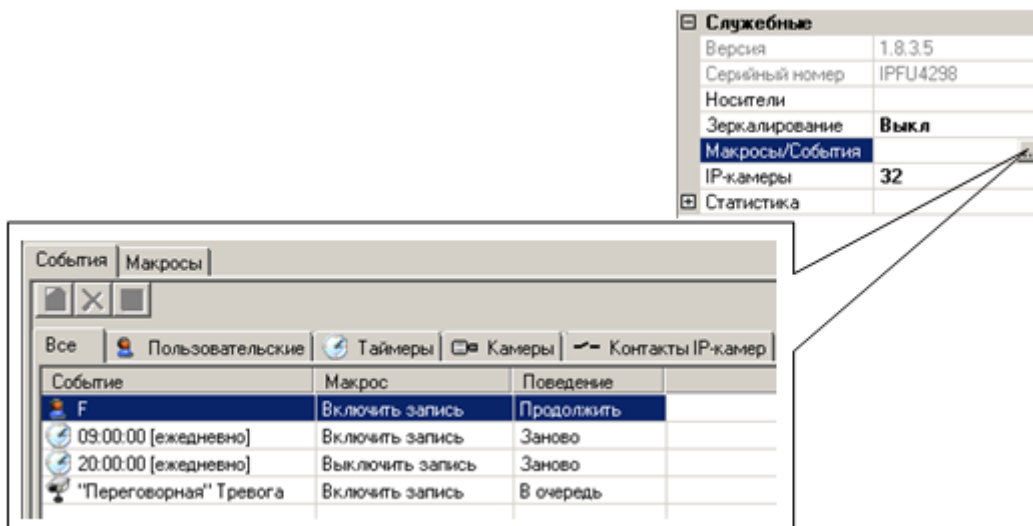 Служебные
Версия 1.8.3.5
Серийный номер IPFU4298
Носители
Зеркалирование Выкл
Макросы/События ...
IP-камеры 32
Статистика
События Макросы
Все Пользовательские Таймеры Камеры Контакты IP-камер
Событие Макрос Поведение
F Включить запись Продолжить
09:00:00 [ежедневно] Включить запись Заново
20:00:00 [ежедневно] Выключить запись Заново
"Переговорная" Тревога Включить запись В очередь